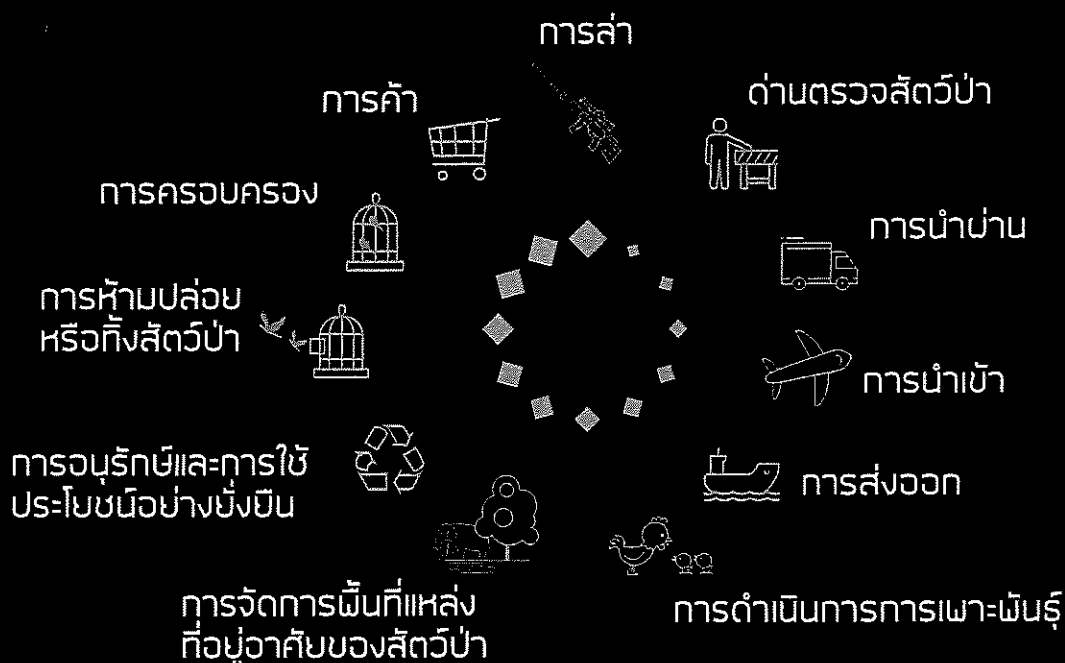 การล่า
การค้า
ด่านตรวจสัตว์ป่า
การครอบครอง
การนำผ่าน
การห้ามปล่อย
หรือทิ้งสัตว์ป่า
การนำเข้า
การอนุรักษ์และการใช้
ประโยชน์อย่างยั่งยืน
การส่งออก
การจัดการพื้นที่แหล่ง
ที่อยู่อาศัยของสัตว์ป่า
การดำเนินการการเพาะพันธุ์